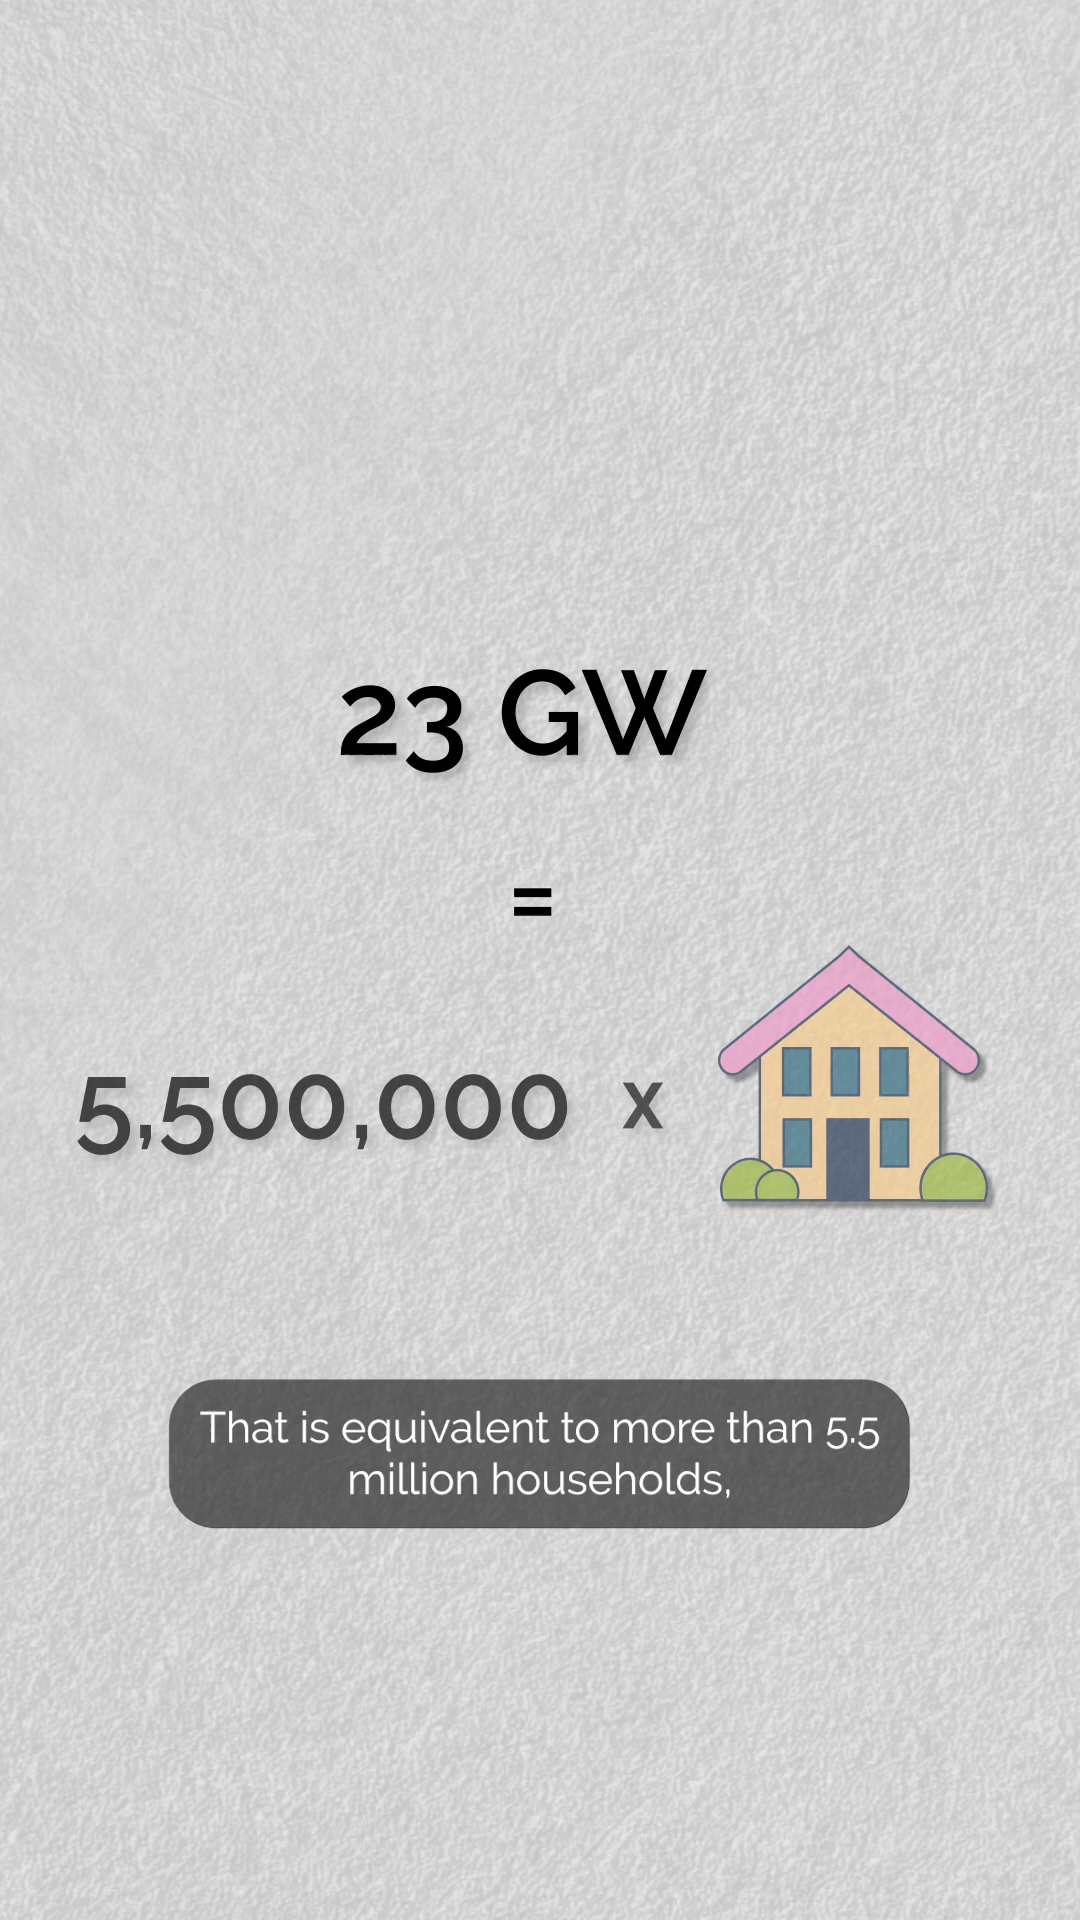 23 GW
=
5,500,000 x
That is equivalent to more than 5.5
million households,